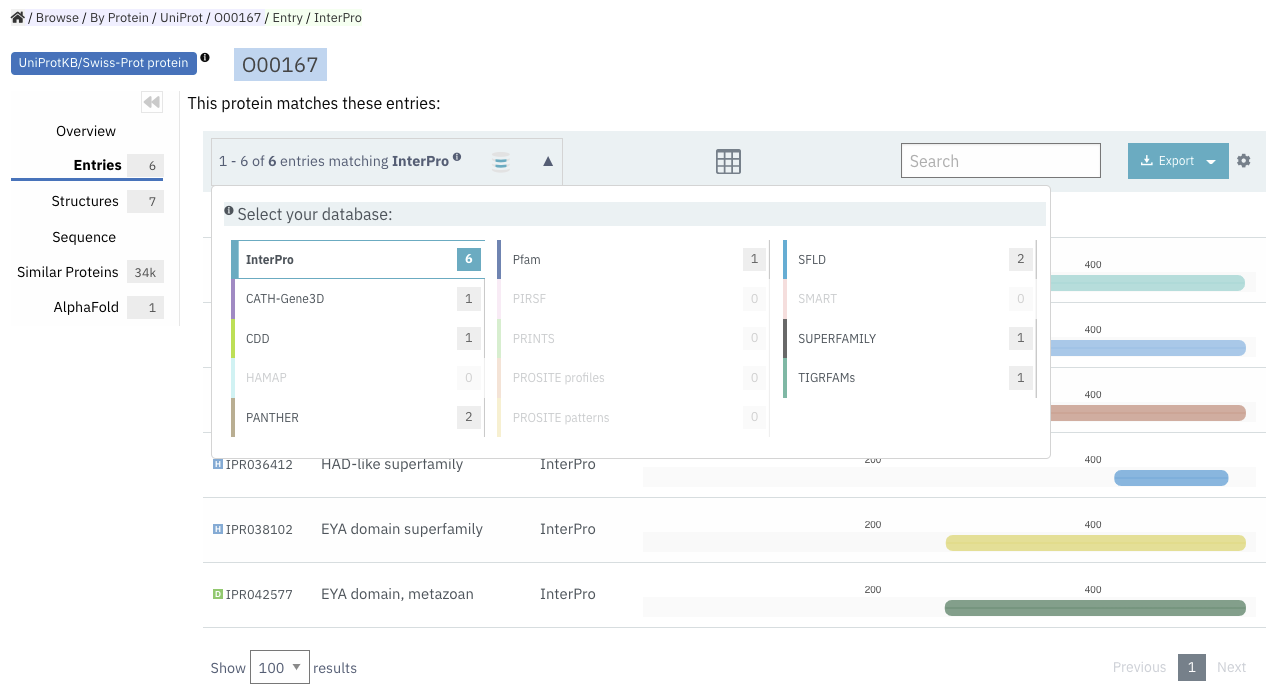 / Browse / By Protein / UniProt / O00167 / Entry / InterPro
UniProtKB/Swiss-Prot protein i O00167
This protein matches these entries:
Overview
Entries 6
Structures 7
Sequence
Similar Proteins 34k
AlphaFold 1
1 - 6 of 6 entries matching InterPro i ▲ Search Export
i Select your database:
InterPro 6 Pfam 1 SFLD 2
CATH-Gene3D 1 PIRSF 0 SMART 0
CDD 1 PRINTS 0 SUPERFAMILY 1
HAMAP 0 PROSITE profiles 0 TIGRFAMs 1
PANTHER 2 PROSITE patterns 0
400
400
400
200 400
H IPR036412 HAD-like superfamily InterPro
200 400
H IPR038102 EYA domain superfamily InterPro
200 400
D IPR042577 EYA domain, metazoan InterPro
Show 100 ▼ results Previous 1 Next